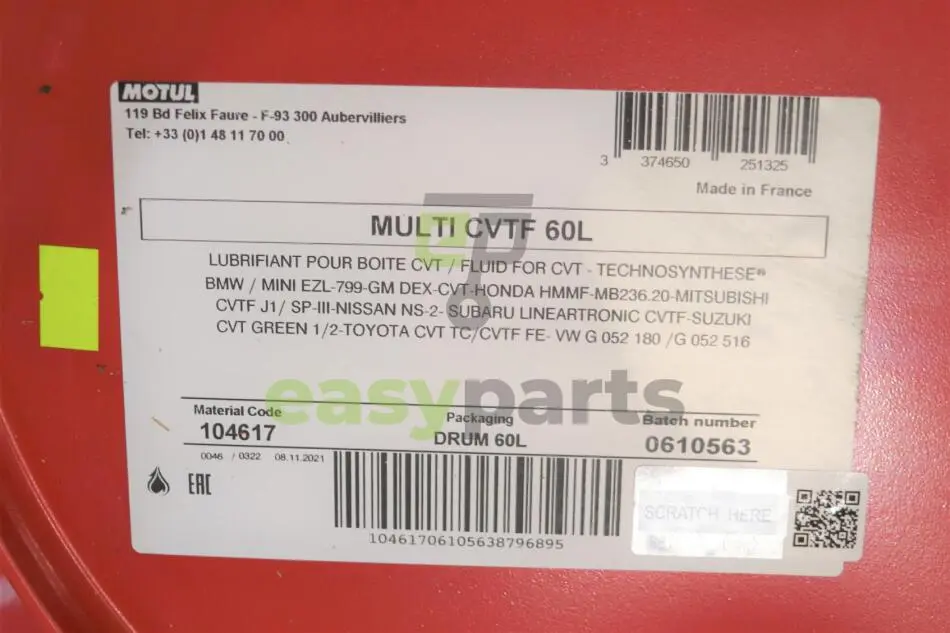 MOTUL
119 Bd Felix Faure - F-93 300 Aubervilliers
Tel: +33 (0)1 48 11 70 00
3 374650 251325
Made in France
MULTI CVTF 60L
LUBRIFIANT POUR BOITE CVT / FLUID FOR CVT - TECHNOSYNTHESE®
BMW / MINI EZL-799-GM DEX-CVT-HONDA HMMF-MB236.20-MITSUBISHI
CVTF J1/ SP-III-NISSAN NS-2- SUBARU LINEARTRONIC CVTF-SUZUKI
CVT GREEN 1/2-TOYOTA CVT TC/CVTF FE- VW G 052 180 /G 052 516
easyparts
Material Code Packaging Batch number
104617 DRUM 60L 0610563
0046 / 0322 08.11.2021
EAC
SCRATCH HERE
10461706105638796895